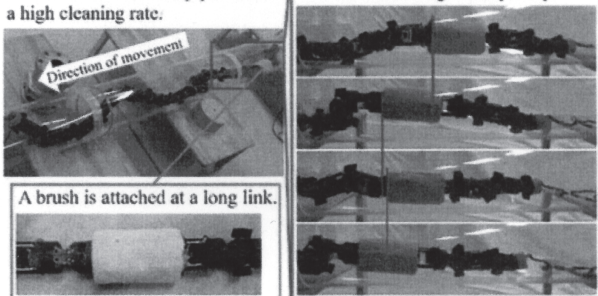 a high cleaning rate.
Direction of movement
A brush is attached at a long link.